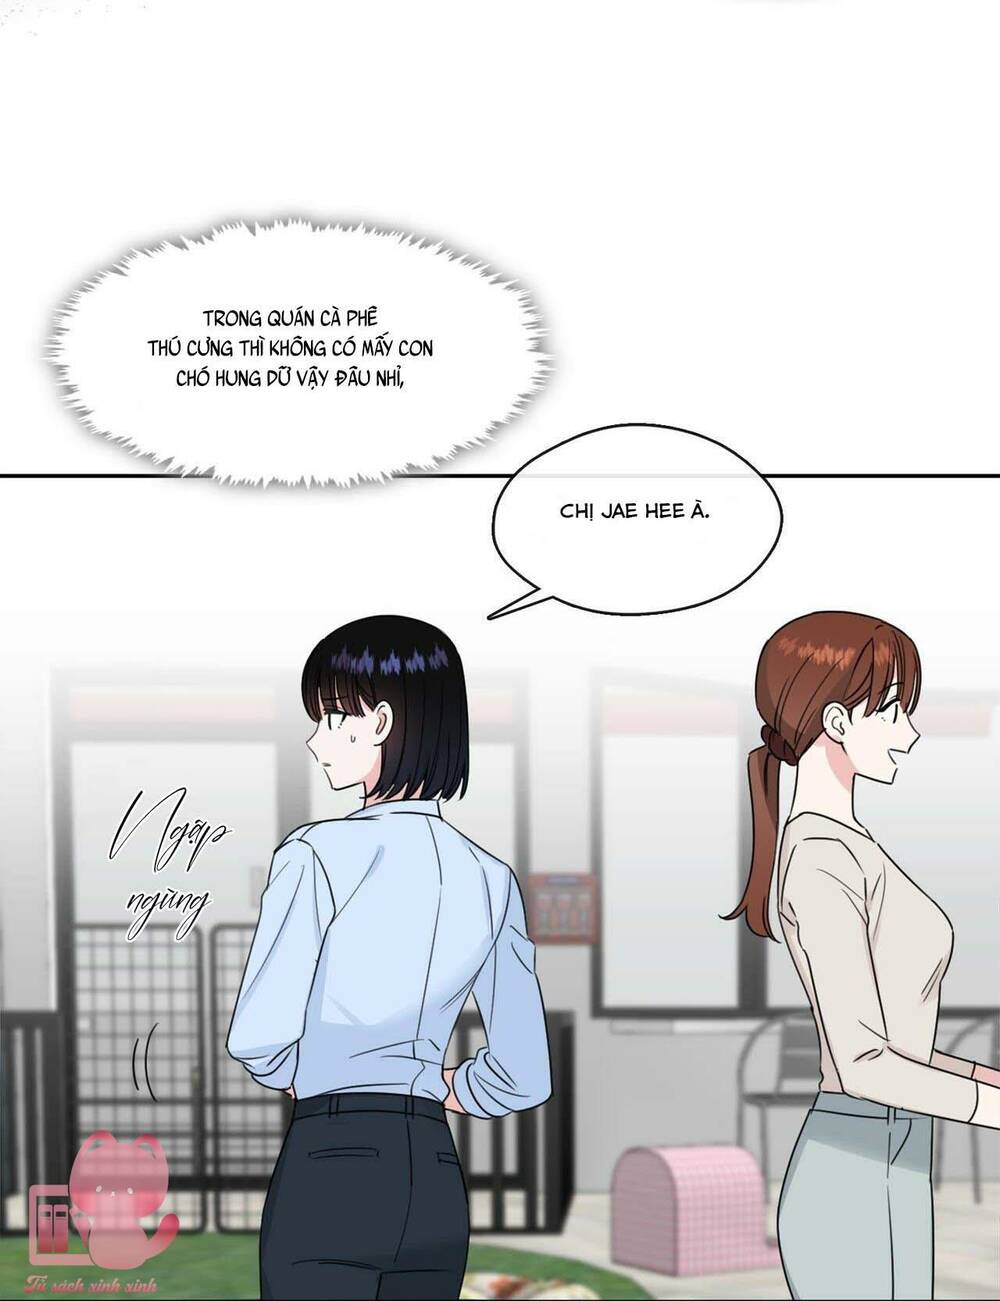 TRONG QUÁN CÀ PHÊ
THÚ CƯNG THÌ KHÔNG CÓ MẤY CON
CHÓ HUNG DỮ VẬY ĐÂU NHỈ,
CHỊ JAE HEE À.
Ngập
ngừng
Tủ sách xinh xinh